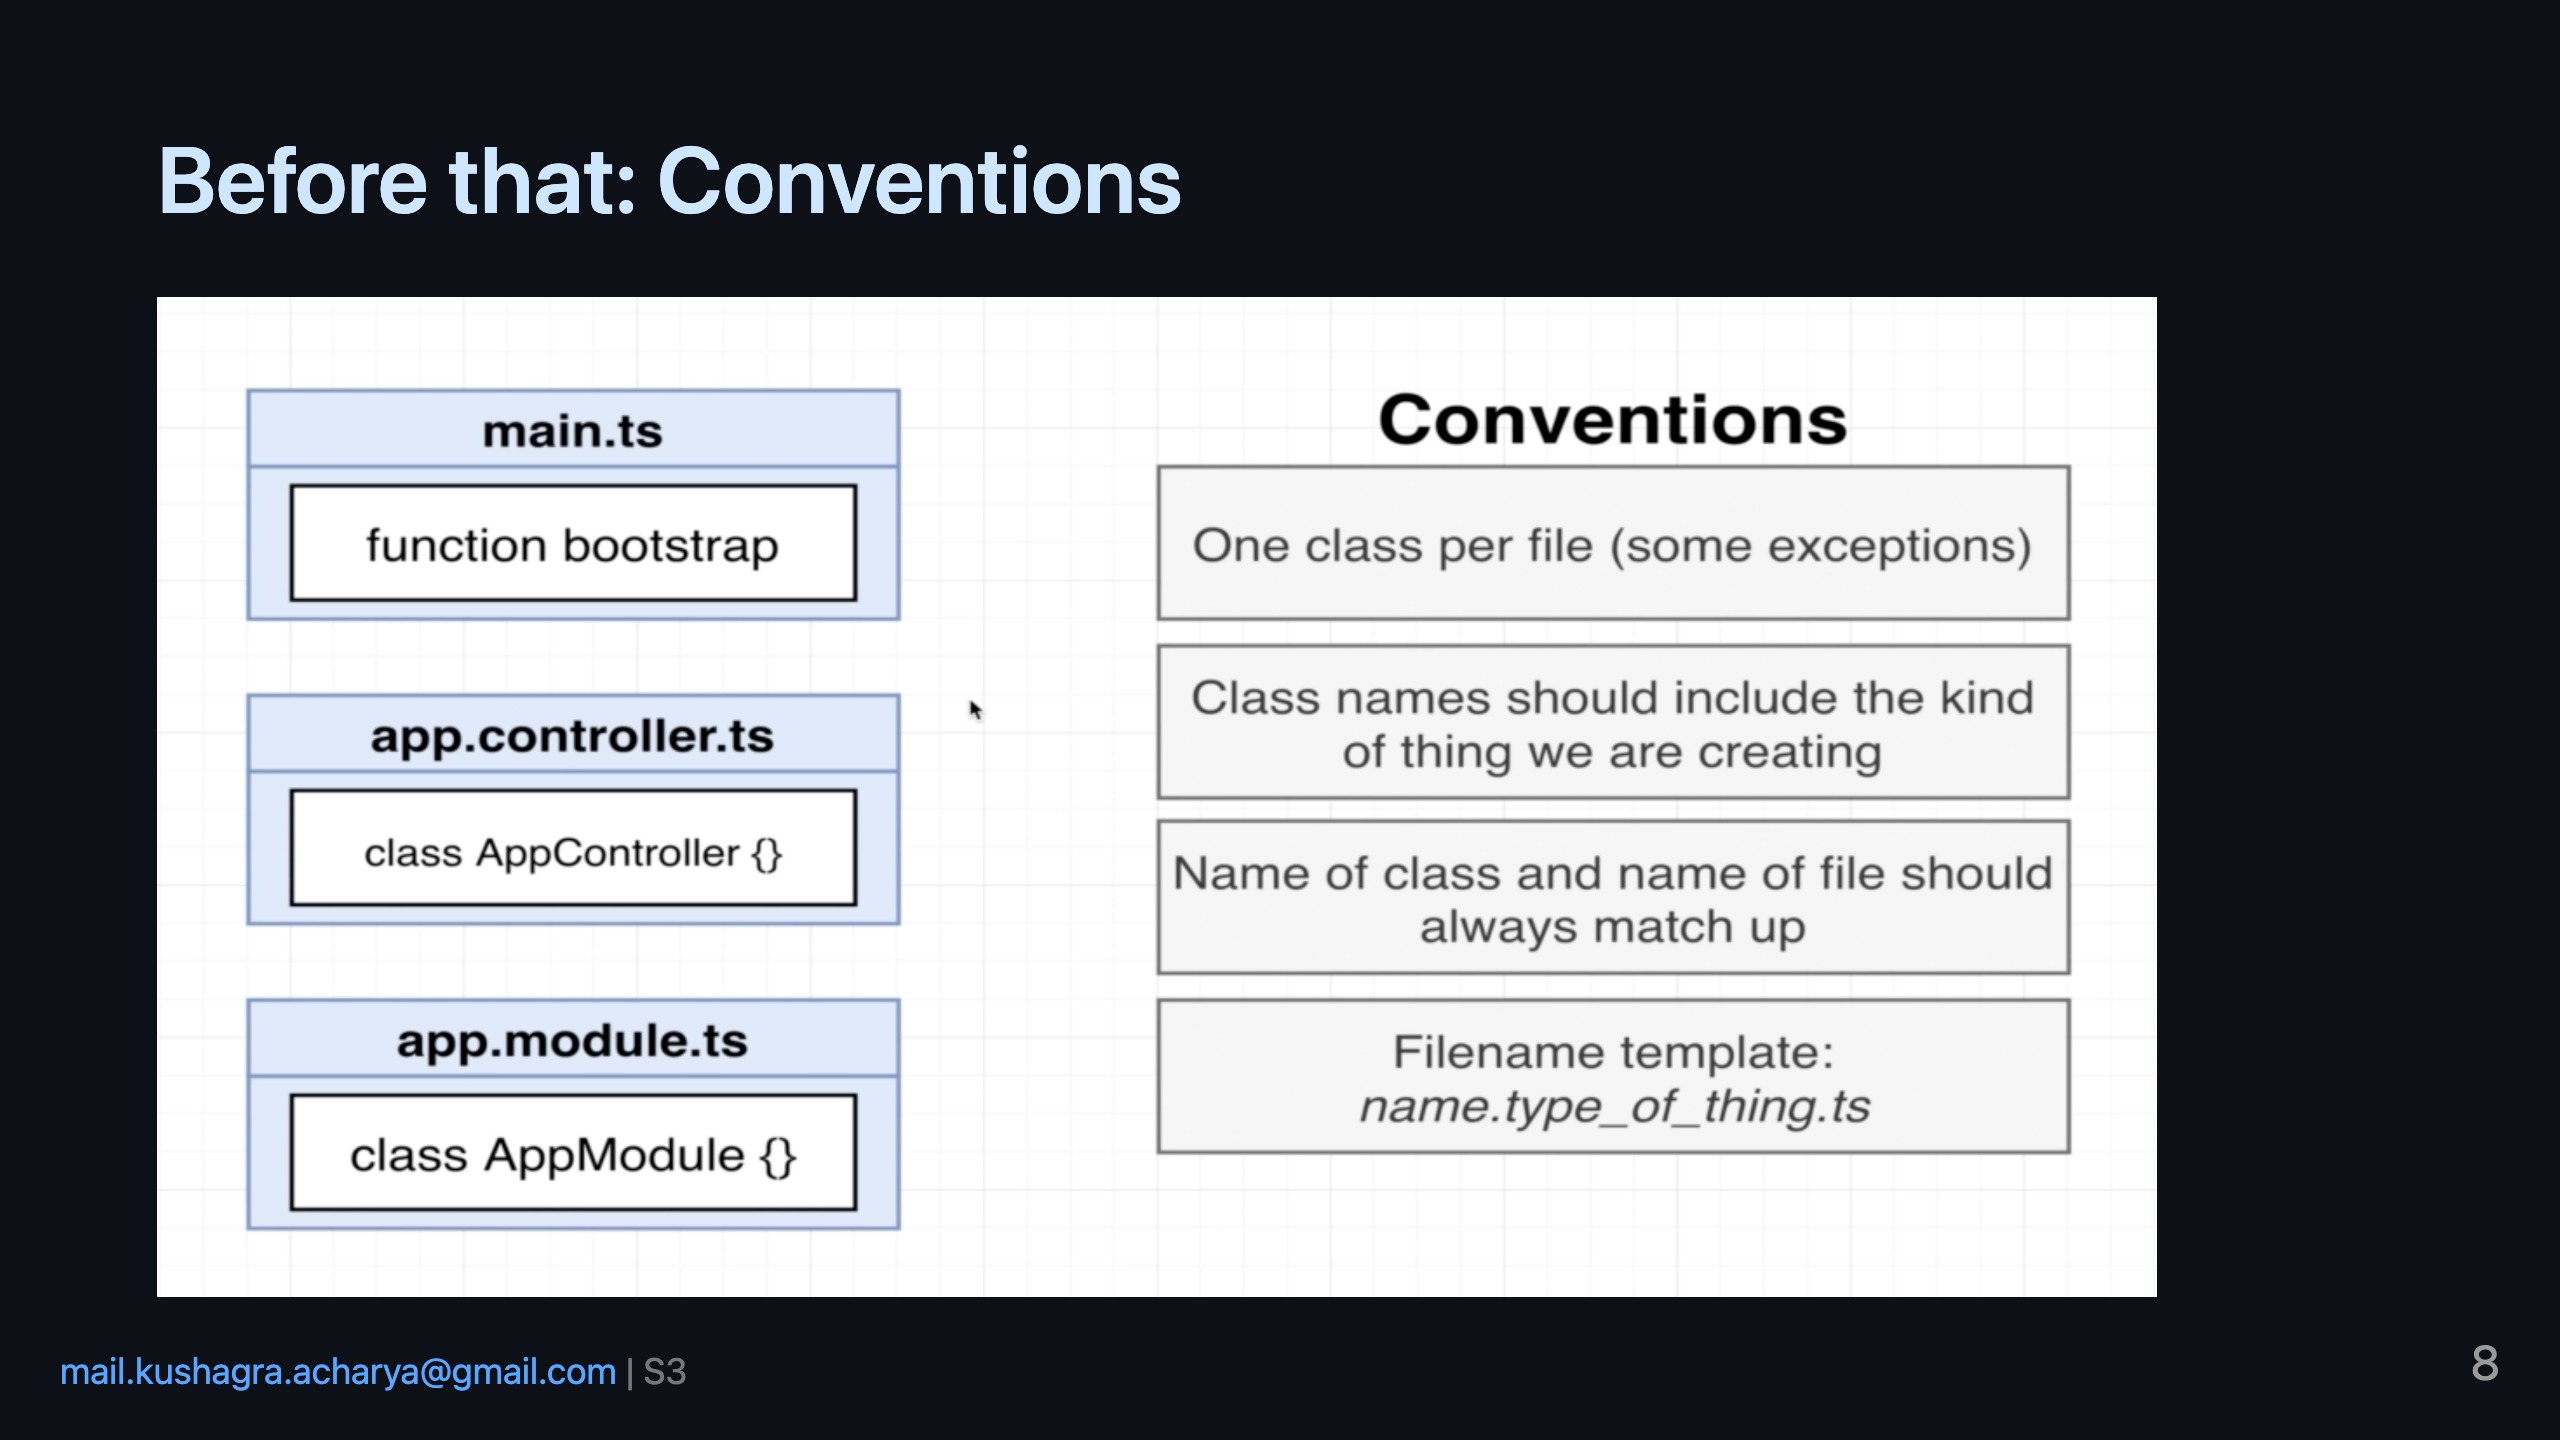 Before that: Conventions
main.ts
function bootstrap
app.controller.ts
class AppController {}
app.module.ts
class AppModule {}
Conventions
One class per file (some exceptions)
Class names should include the kind
of thing we are creating
Name of class and name of file should
always match up
Filename template:
name.type_of_thing.ts
mail.kushagra.acharya@gmail.com | S3
8